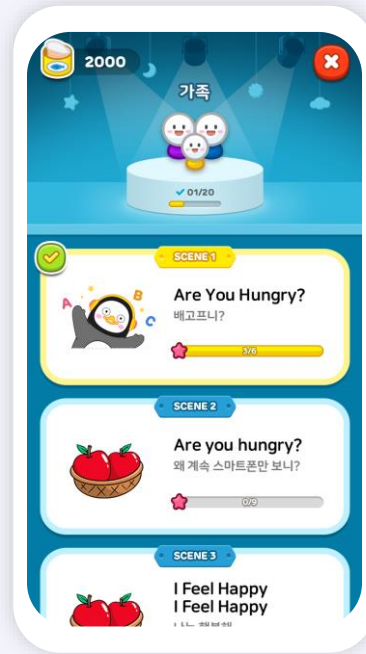 2000
가족
01/20
SCENE 1
A B C
Are You Hungry?
배고프니?
3/6
SCENE 2
Are you hungry?
왜 계속 스마트폰만 보니?
0/9
SCENE 3
I Feel Happy
I Feel Happy